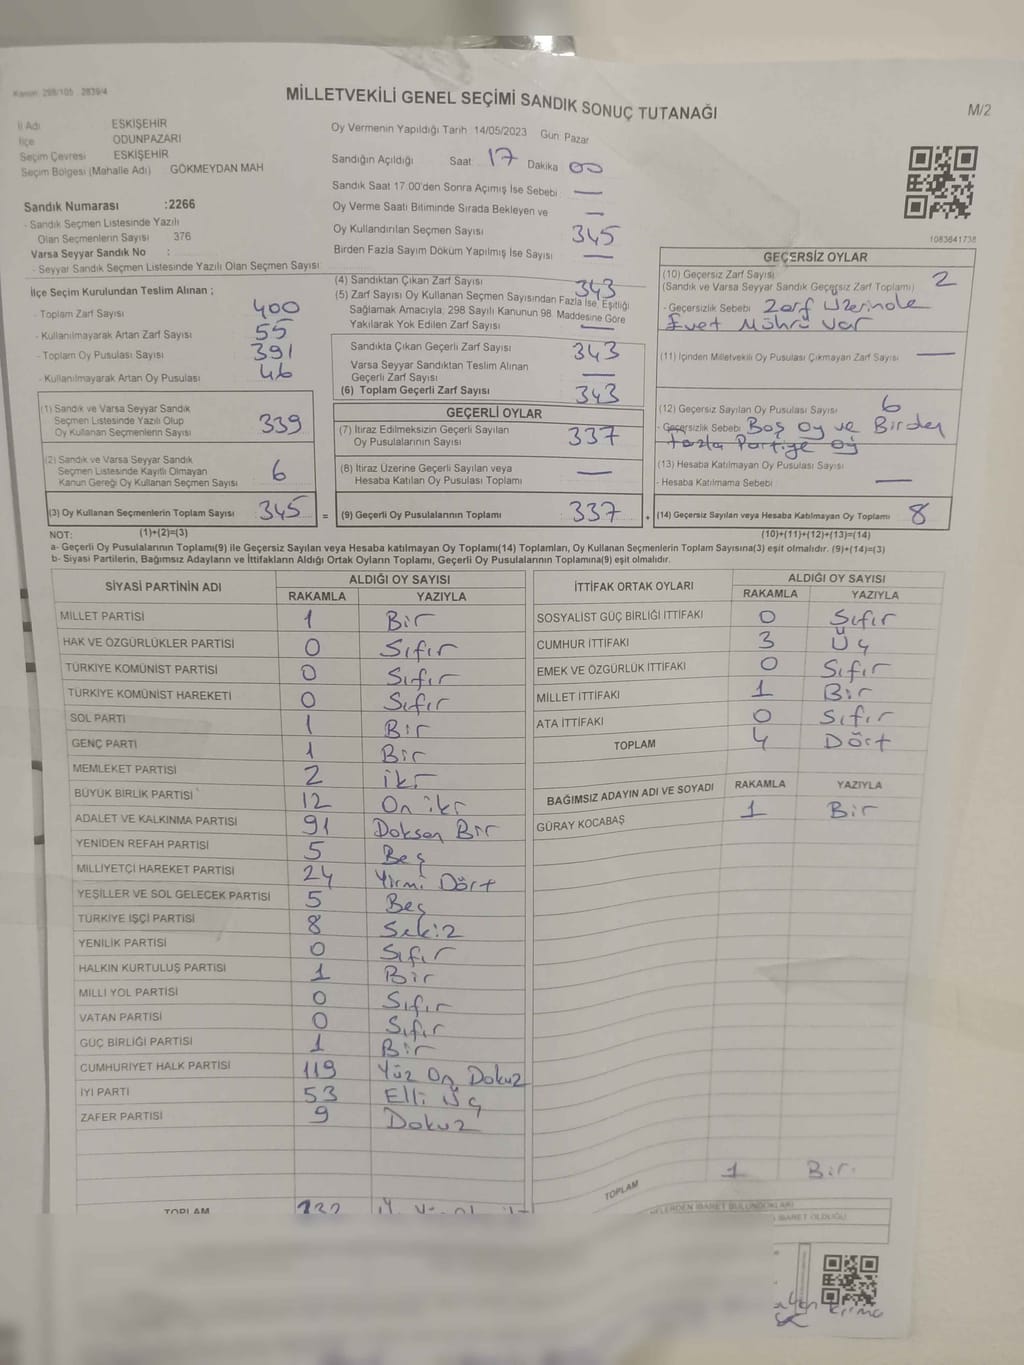 Kanun: 298/105 2839/4
MİLLETVEKİLİ GENEL SEÇİMİ SANDIK SONUÇ TUTANAĞI
M/2
İl Adı ESKİŞEHİR
İlçe ODUNPAZARI
Seçim Çevresi ESKİŞEHİR
Seçim Bölgesi (Mahalle Adı) GÖKMEYDAN MAH
Sandık Numarası :2266
- Sandık Seçmen Listesinde Yazılı
Olan Seçmenlerin Sayısı 376
Varsa Seyyar Sandık No :
- Seyyar Sandık Seçmen Listesinde Yazılı Olan Seçmen Sayısı:
İlçe Seçim Kurulundan Teslim Alınan ;
- Toplam Zarf Sayısı 400
- Kullanılmayarak Artan Zarf Sayısı 55
- Toplam Oy Pusulası Sayısı 391
- Kullanılmayarak Artan Oy Pusulası 46
Oy Vermenin Yapıldığı Tarih 14/05/2023 Gün Pazar
Sandığın Açıldığı Saat 17 Dakika 00
Sandık Saat 17.00'den Sonra Açımış İse Sebebi —
Oy Verme Saati Bitiminde Sırada Bekleyen ve —
Oy Kullandırılan Seçmen Sayısı 345
Birden Fazla Sayım Döküm Yapılmış İse Sayısı —
(4) Sandıktan Çıkan Zarf Sayısı 343
(5) Zarf Sayısı Oy Kullanan Seçmen Sayısından Fazla İse, Eşitliği
Sağlamak Amacıyla, 298 Sayılı Kanunun 98. Maddesine Göre
Yakılarak Yok Edilen Zarf Sayısı —
Sandıkta Çıkan Geçerli Zarf Sayısı 343
Varsa Seyyar Sandıktan Teslim Alınan
Geçerli Zarf Sayısı —
(6) Toplam Geçerli Zarf Sayısı 343
1083641738
GEÇERSİZ OYLAR
(10) Geçersiz Zarf Sayısı 2
(Sandık ve Varsa Seyyar Sandık Geçersiz Zarf Toplamı)
- Geçersizlik Sebebi Zarf Üzerinde
Evet Mührü Var
(11) İçinden Milletvekili Oy Pusulası Çıkmayan Zarf Sayısı —
(12) Geçersiz Sayılan Oy Pusulası Sayısı 6
- Geçersizlik Sebebi Boş Oy ve Birden
fazla Partiye oy
(13) Hesaba Katılmayan Oy Pusulası Sayısı
- Hesaba Katılmama Sebebi —
(14) Geçersiz Sayılan veya Hesaba Katılmayan Oy Toplamı 8
(10)+(11)+(12)+(13)=(14)
(1) Sandık ve Varsa Seyyar Sandık
Seçmen Listesinde Yazılı Olup
Oy Kullanan Seçmenlerin Sayısı 339
(2) Sandık ve Varsa Seyyar Sandık
Seçmen Listesinde Kayıtlı Olmayan
Kanun Gereği Oy Kullanan Seçmen Sayısı 6
(3) Oy Kullanan Seçmenlerin Toplam Sayısı 345 =
(1)+(2)=(3)
GEÇERLİ OYLAR
(7) İtiraz Edilmeksizin Geçerli Sayılan
Oy Pusulalarının Sayısı 337
(8) İtiraz Üzerine Geçerli Sayılan veya
Hesaba Katılan Oy Pusulası Toplamı —
(9) Geçerli Oy Pusulalarının Toplamı 337 +
NOT:
a- Geçerli Oy Pusulalarının Toplamı(9) ile Geçersiz Sayılan veya Hesaba katılmayan Oy Toplamı(14) Toplamları, Oy Kullanan Seçmenlerin Toplam Sayısına(3) eşit olmalıdır. (9)+(14)=(3)
b- Siyasi Partilerin, Bağımsız Adayların ve İttifakların Aldığı Ortak Oyların Toplamı, Geçerli Oy Pusulalarının Toplamına(9) eşit olmalıdır.
SİYASİ PARTİNİN ADI ALDIĞI OY SAYISI
RAKAMLA YAZIYLA
MİLLET PARTİSİ 1 Bir
HAK VE ÖZGÜRLÜKLER PARTİSİ 0 Sıfır
TÜRKİYE KOMÜNİST PARTİSİ 0 Sıfır
TÜRKİYE KOMÜNİST HAREKETİ 0 Sıfır
SOL PARTİ 1 Bir
GENÇ PARTİ 1 Bir
MEMLEKET PARTİSİ 2 iki
BÜYÜK BİRLİK PARTİSİ 12 On iki
ADALET VE KALKINMA PARTİSİ 91 Doksan Bir
YENİDEN REFAH PARTİSİ 5 Beş
MİLLİYETÇİ HAREKET PARTİSİ 24 Yirmi Dört
YEŞİLLER VE SOL GELECEK PARTİSİ 5 Beş
TÜRKİYE İŞÇİ PARTİSİ 8 Sekiz
YENİLİK PARTİSİ 0 Sıfır
HALKIN KURTULUŞ PARTİSİ 1 Bir
MİLLİ YOL PARTİSİ 0 Sıfır
VATAN PARTİSİ 0 Sıfır
GÜÇ BİRLİĞİ PARTİSİ 1 Bir
CUMHURİYET HALK PARTİSİ 119 Yüz On Dokuz
İYİ PARTİ 53 Elli Üç
ZAFER PARTİSİ 9 Dokuz
TOPLAM
İTTİFAK ORTAK OYLARI ALDIĞI OY SAYISI
RAKAMLA YAZIYLA
SOSYALİST GÜÇ BİRLİĞİ İTTİFAKI 0 Sıfır
CUMHUR İTTİFAKI 3 Üç
EMEK VE ÖZGÜRLÜK İTTİFAKI 0 Sıfır
MİLLET İTTİFAKI 1 Bir
ATA İTTİFAKI 0 Sıfır
TOPLAM 4 Dört
BAĞIMSIZ ADAYIN ADI VE SOYADI RAKAMLA YAZIYLA
GÜRAY KOCABAŞ 1 Bir
TOPLAM 1 Bir